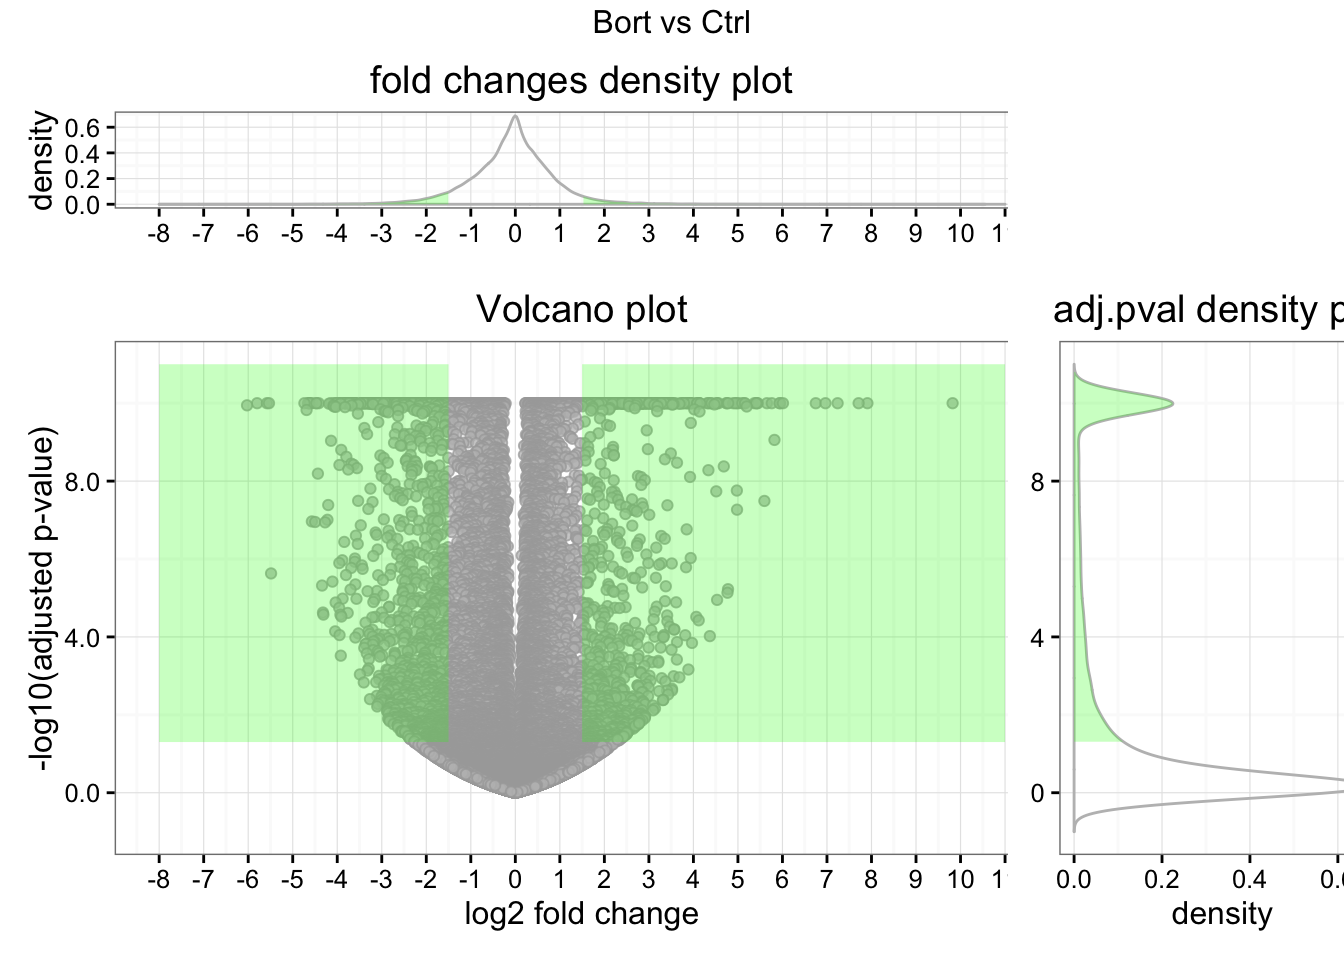 Bort vs Ctrl
fold changes density plot
density
0.6
0.4
0.2
0.0
-8 -7 -6 -5 -4 -3 -2 -1 0 1 2 3 4 5 6 7 8 9 10 1
Volcano plot
-log10(adjusted p-value)
8.0
4.0
0.0
-8 -7 -6 -5 -4 -3 -2 -1 0 1 2 3 4 5 6 7 8 9 10 1
log2 fold change
adj.pval density p
8
4
0
0.0 0.2 0.4 0.
density